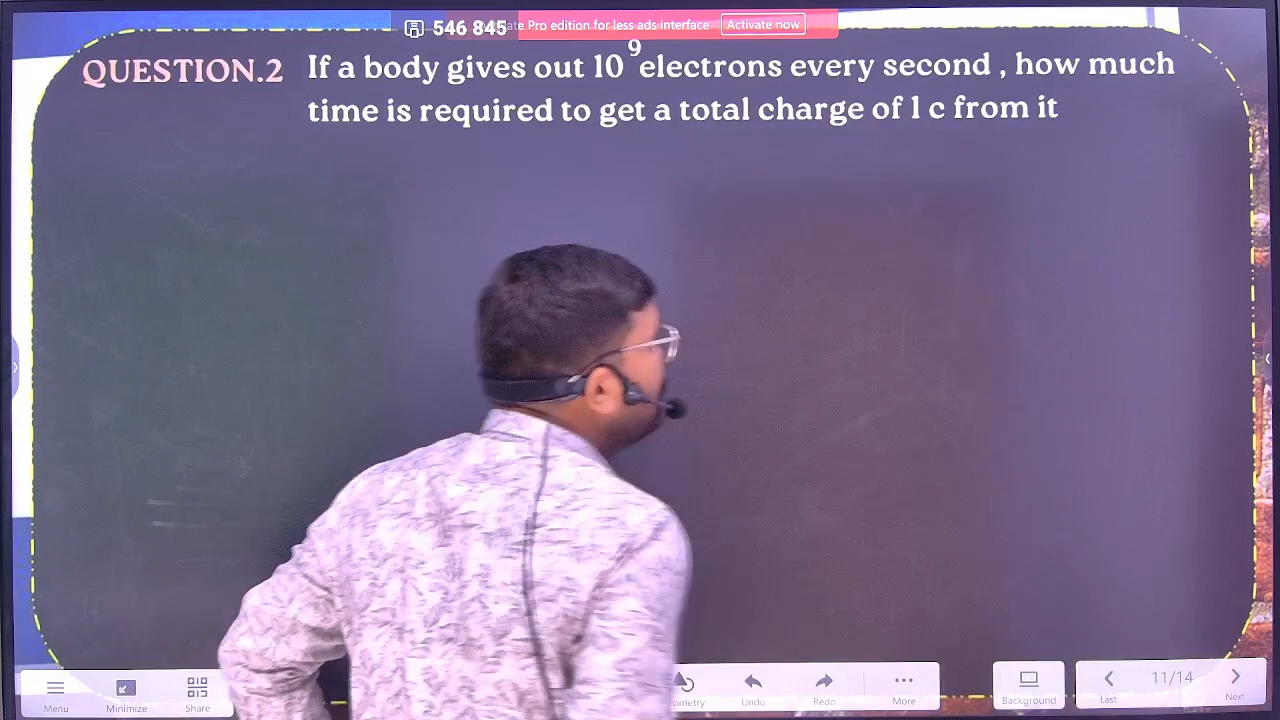 546 845
ate Pro edition for less ads interface
Activate now
QUESTION.2 If a body gives out 10⁹ electrons every second , how much
time is required to get a total charge of 1 c from it
Menu
Minimize
Share
ometry
Undo
Redo
More
Background
Last
11/14
Next